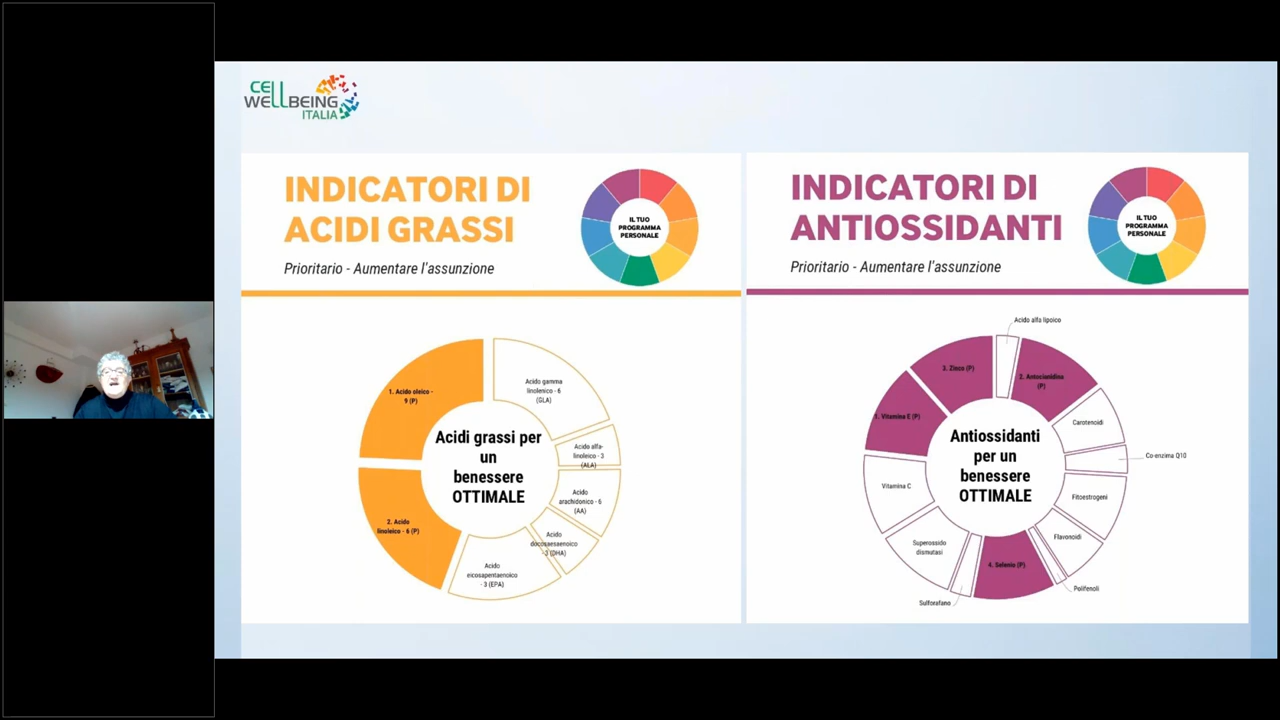 CELL
WELLBEING
ITALIA
INDICATORI DI
ACIDI GRASSI
Prioritario - Aumentare l'assunzione
IL TUO
PROGRAMMA
PERSONALE
1. Acido oleico -
9 (P)
Acido gamma
linolenico - 6
(GLA)
Acido alfa-
linoleico - 3
(ALA)
Acido
arachidonico - 6
(AA)
Acido
docosaesaenoico
- 3 (DHA)
Acido
eicosapentaenoico
- 3 (EPA)
2. Acido
linoleico - 6 (P)
Acidi grassi per
un
benessere
OTTIMALE
INDICATORI DI
ANTIOSSIDANTI
Prioritario - Aumentare l'assunzione
IL TUO
PROGRAMMA
PERSONALE
Acido alfa lipoico
2. Antocianidina
(P)
Carotenoidi
Co-enzima Q10
Fitoestrogeni
Flavonoidi
Polifenoli
4. Selenio (P)
Sulforafano
Superossido
dismutasi
Vitamina C
1. Vitamina E (P)
3. Zinco (P)
Antiossidanti
per un
benessere
OTTIMALE